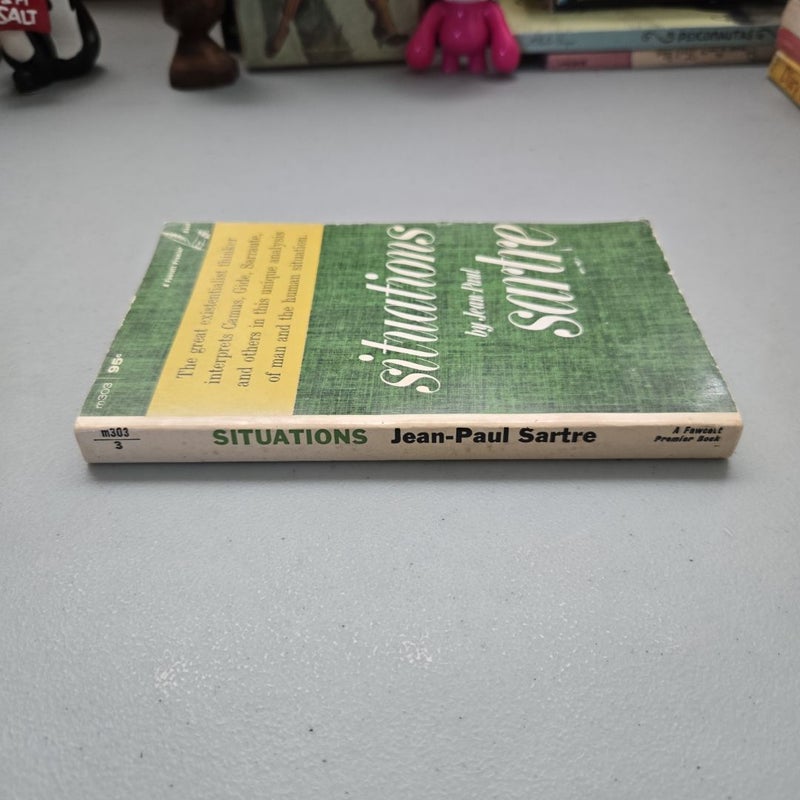 SALT
situations
by Jean-Paul
sartre
The great existentialist thinker
interprets Camus, Gide, Sarraute,
and others in this unique analysis
of man and the human situation.
m303 95¢
m303
3
SITUATIONS Jean-Paul Sartre
A Fawcett
Premier Book